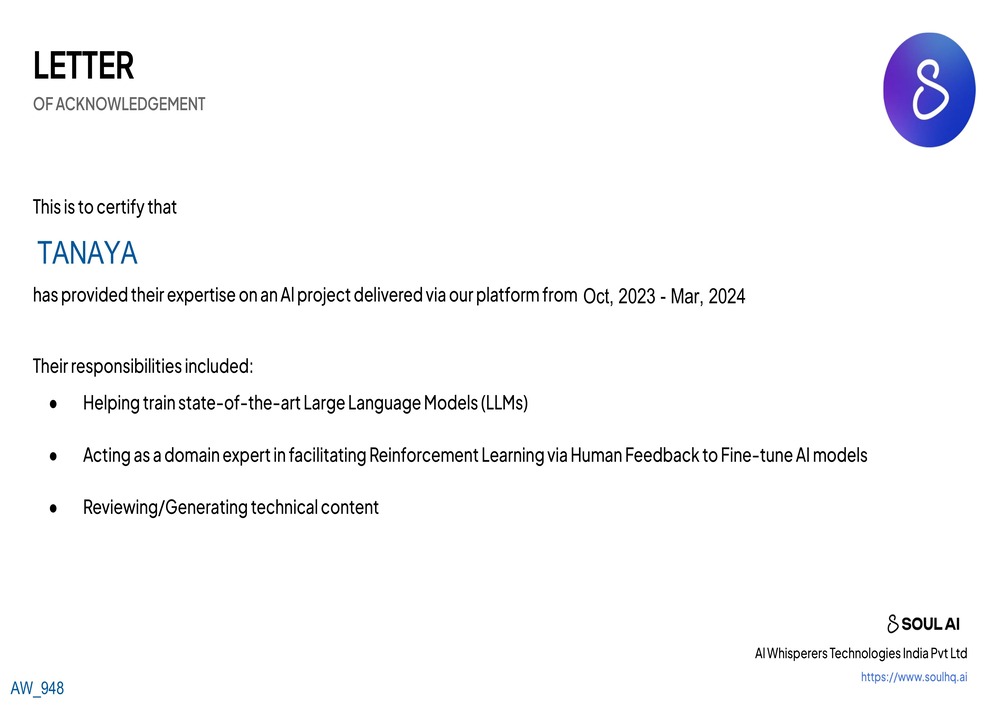 LETTER
OF ACKNOWLEDGEMENT
This is to certify that
TANAYA
has provided their expertise on an AI project delivered via our platform from Oct, 2023 - Mar, 2024
Their responsibilities included:
● Helping train state-of-the-art Large Language Models (LLMs)
● Acting as a domain expert in facilitating Reinforcement Learning via Human Feedback to Fine-tune AI models
● Reviewing/Generating technical content
SOUL AI
AI Whisperers Technologies India Pvt Ltd
https://www.soulhq.ai
AW_948